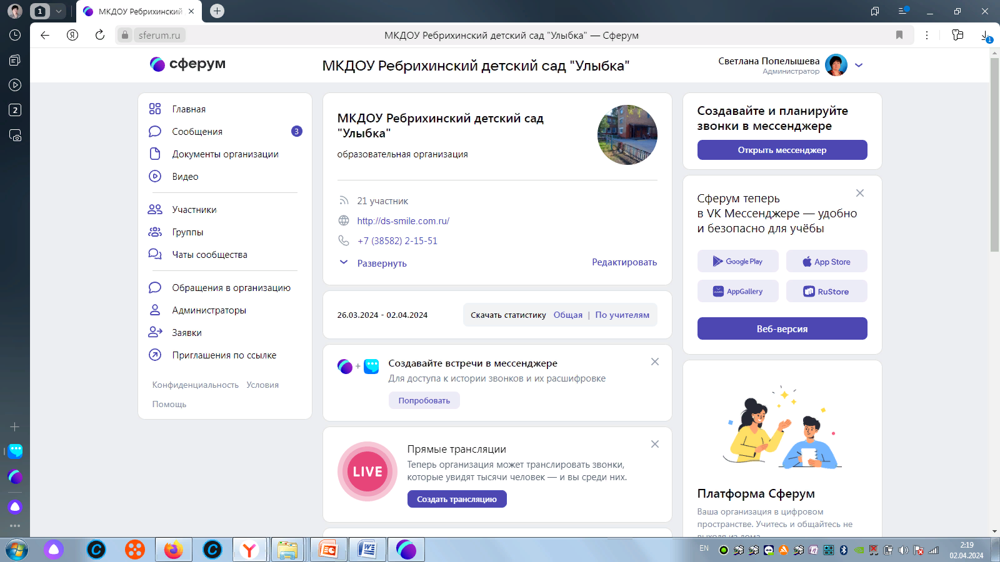 1
МКДОУ Ребрихинский
sferum.ru
МКДОУ Ребрихинский детский сад "Улыбка" — Сферум
1
2
сферум
МКДОУ Ребрихинский детский сад "Улыбка"
Светлана Попелышева
Администратор
Главная
Сообщения
3
Документы организации
Видео
Участники
Группы
Чаты сообщества
Обращения в организацию
Администраторы
Заявки
Приглашения по ссылке
Конфиденциальность Условия
Помощь
МКДОУ Ребрихинский детский сад
"Улыбка"
образовательная организация
21 участник
http://ds-smile.com.ru/
+7 (38582) 2-15-51
Развернуть
Редактировать
26.03.2024 - 02.04.2024
Скачать статистику Общая | По учителям
Создавайте встречи в мессенджере
Для доступа к истории звонков и их расшифровке
Попробовать
LIVE
Прямые трансляции
Теперь организация может транслировать звонки,
которые увидят тысячи человек — и вы среди них.
Создать трансляцию
Создавайте и планируйте
звонки в мессенджере
Открыть мессенджер
Сферум теперь
в VK Мессенджере — удобно
и безопасно для учёбы
Google Play
App Store
AppGallery
RuStore
Веб-версия
Платформа Сферум
Ваша организация в цифровом
пространстве. Учитесь и общайтесь не
выходя из дома
EN
2:19
02.04.2024